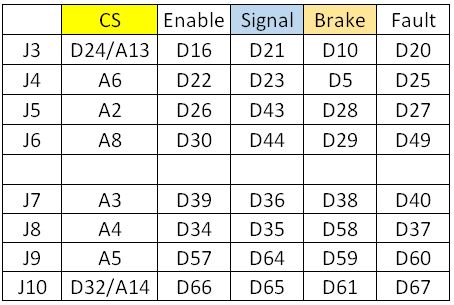 CS Enable Signal Brake Fault
J3 D24/A13 D16 D21 D10 D20
J4 A6 D22 D23 D5 D25
J5 A2 D26 D43 D28 D27
J6 A8 D30 D44 D29 D49
J7 A3 D39 D36 D38 D40
J8 A4 D34 D35 D58 D37
J9 A5 D57 D64 D59 D60
J10 D32/A14 D66 D65 D61 D67